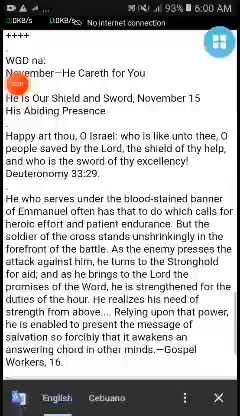 3:0KB/s U:0KB/s No internet connection 93% 6:00 AM
++++
.
WGD na:
November—He Careth for You
.
He Is Our Shield and Sword, November 15
His Abiding Presence
.
Happy art thou, O Israel: who is like unto thee, O
people saved by the Lord, the shield of thy help,
and who is the sword of thy excellency!
Deuteronomy 33:29.
.
He who serves under the blood-stained banner
of Emmanuel often has that to do which calls for
heroic effort and patient endurance. But the
soldier of the cross stands unshrinkingly in the
forefront of the battle. As the enemy presses the
attack against him, he turns to the Stronghold
for aid; and as he brings to the Lord the
promises of the Word, he is strengthened for the
duties of the hour. He realizes his need of
strength from above.... Relying upon that power,
he is enabled to present the message of
salvation so forcibly that it awakens an
answering chord in other minds.—Gospel
Workers, 16.
.
English Cebuano